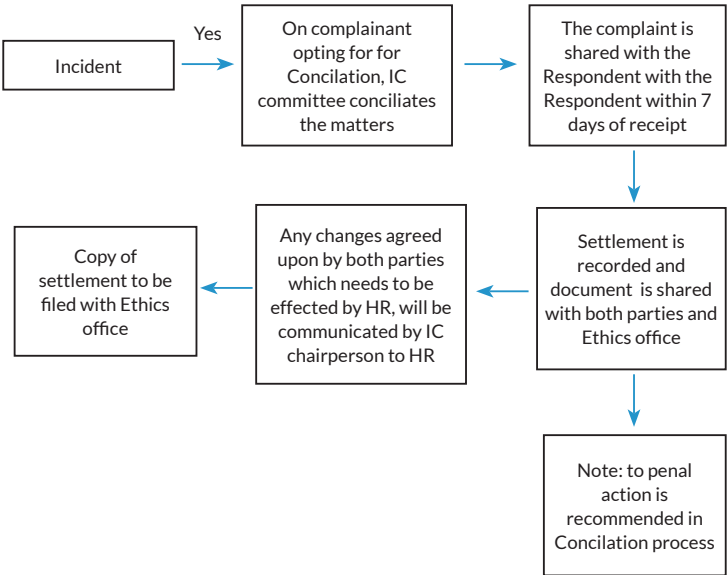 Incident
Yes
On complainant
opting for for
Concilation, IC
committee conciliates
the matters
The complaint is
shared with the
Respondent with the
Respondent within 7
days of receipt
Settlement is
recorded and
document is shared
with both parties and
Ethics office
Any changes agreed
upon by both parties
which needs to be
effected by HR, will be
communicated by IC
chairperson to HR
Copy of
settlement to be
filed with Ethics
office
Note: to penal
action is
recommended in
Concilation process